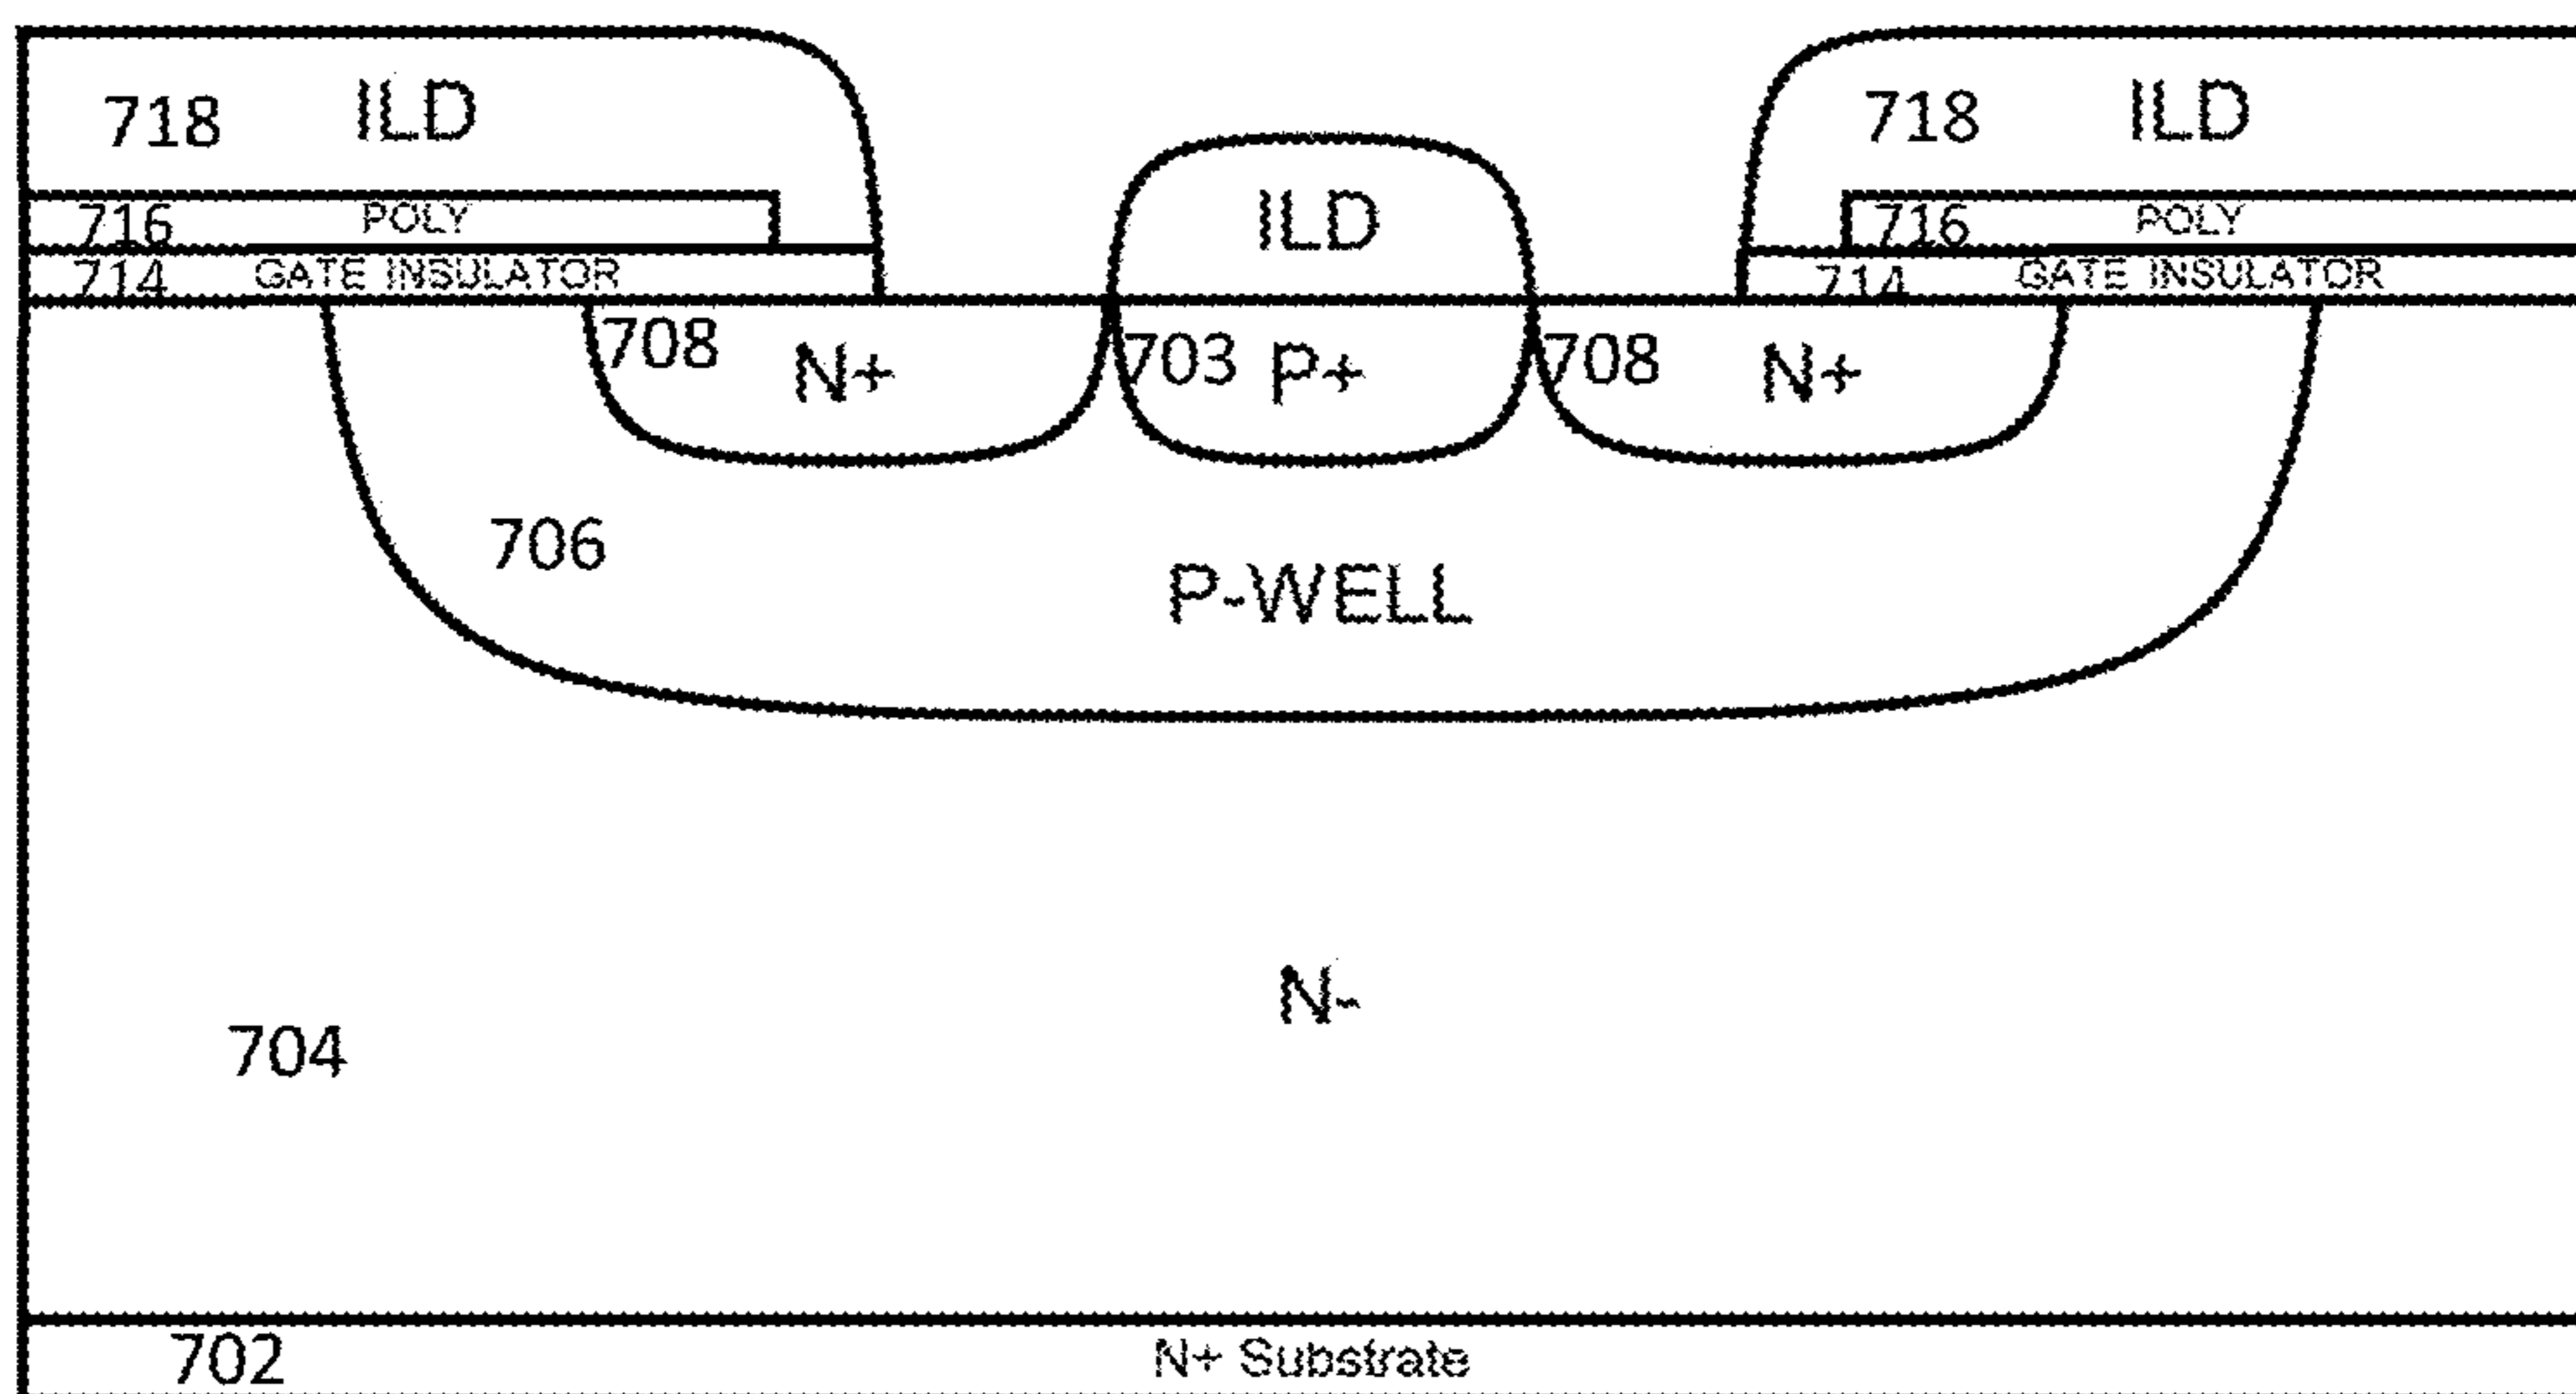 718 ILD
718 ILD
ILD
716 POLY
716 POLY
714 GATE INSULATOR
714 GATE INSULATOR
708 N+
703 P+
708 N+
706
P-WELL
N-
704
702 N+ Substrate